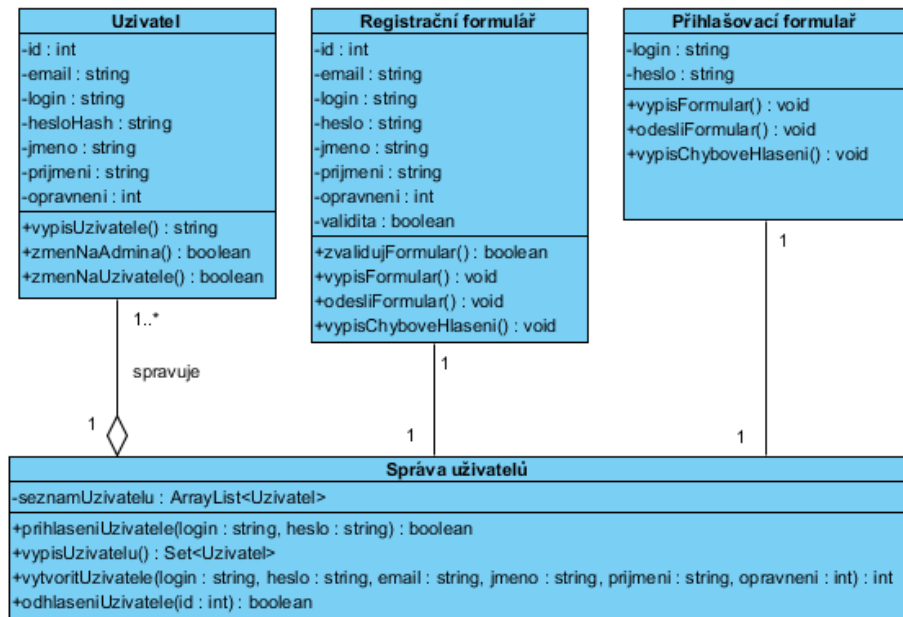 Uzivatel
-id : int
-email : string
-login : string
-hesloHash : string
-jmeno : string
-prijmeni : string
-opravneni : int
+vypisUzivatele() : string
+zmenNaAdmina() : boolean
+zmenNaUzivatele() : boolean
Registrační formulář
-id : int
-email : string
-login : string
-heslo : string
-jmeno : string
-prijmeni : string
-opravneni : int
-validita : boolean
+zvalidujFormular() : boolean
+vypisFormular() : void
+odesliFormular() : void
+vypisChyboveHlaseni() : void
Přihlašovací formulař
-login : string
-heslo : string
+vypisFormular() : void
+odesliFormular() : void
+vypisChyboveHlaseni() : void
1..*
spravuje
1
1
1
1
1
Správa uživatelů
-seznamUzivatelu : ArrayList<Uzivatel>
+prihlaseniUzivatele(login : string, heslo : string) : boolean
+vypisUzivatelu() : Set<Uzivatel>
+vytvoritUzivatele(login : string, heslo : string, email : string, jmeno : string, prijmeni : string, opravneni : int) : int
+odhlaseniUzivatele(id : int) : boolean